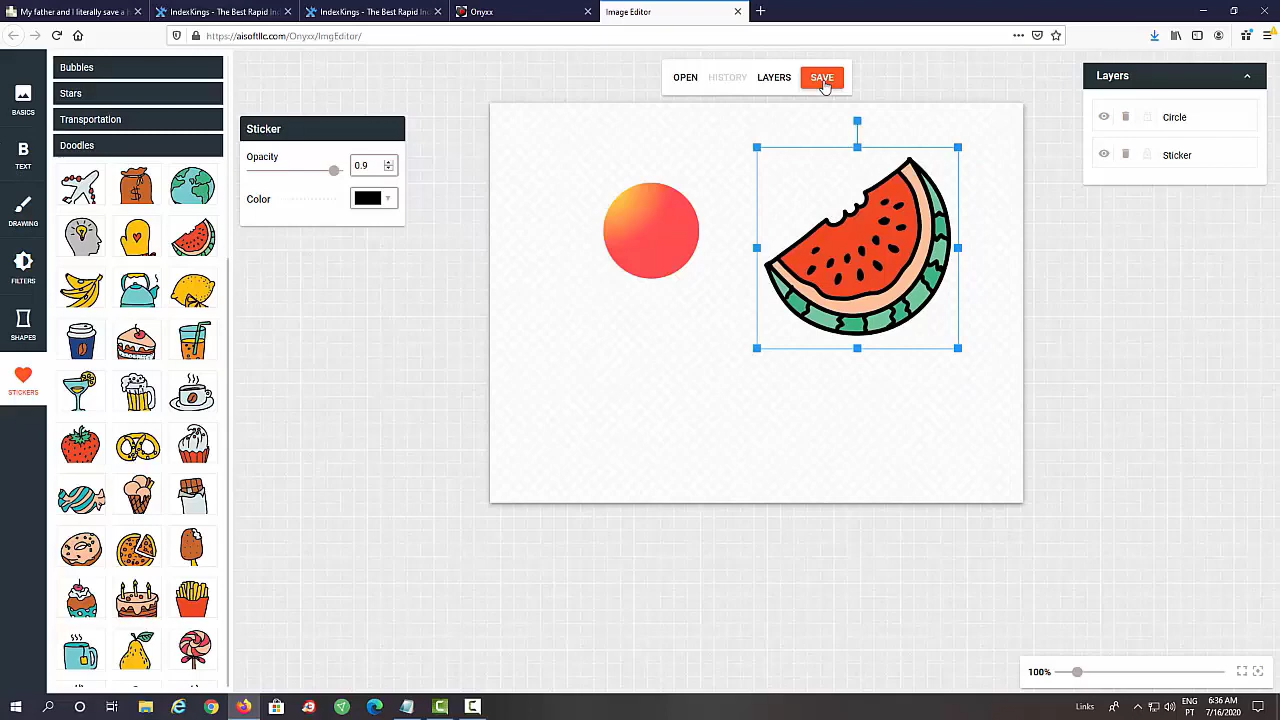 My father and I literally save a h
IndexKings - The Best Rapid Ind
IndexKings - The Best Rapid Ind
Onyxx
Image Editor
https://aisoftllc.com/Onyxx/ImgEditor/
BASICS
TEXT
DRAWING
FILTERS
SHAPES
STICKERS
Bubbles
Stars
Transportation
Doodles
Sticker
Opacity
0.9
Color
OPEN
HISTORY
LAYERS
SAVE
Layers
Circle
Sticker
100%
Links
ENG
PT
6:36 AM
7/16/2020